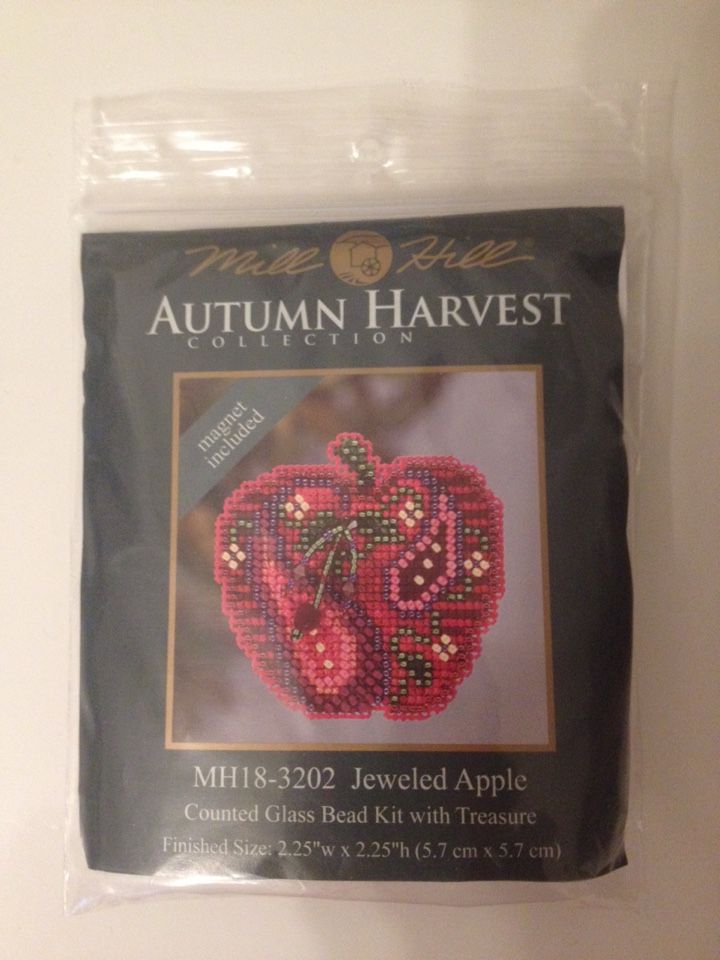 Mill Hill®
AUTUMN HARVEST
COLLECTION
magnet
included
MH18-3202 Jeweled Apple
Counted Glass Bead Kit with Treasure
Finished Size: 2.25"w x 2.25"h (5.7 cm x 5.7 cm)